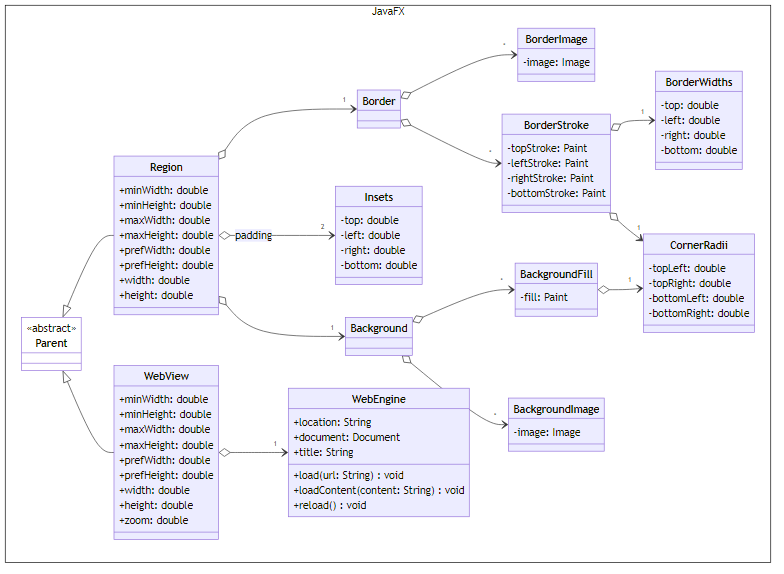 JavaFX
BorderImage
-image: Image
*
BorderWidths
-top: double
-left: double
-right: double
-bottom: double
1
Border
1
BorderStroke
-topStroke: Paint
-leftStroke: Paint
-rightStroke: Paint
-bottomStroke: Paint
*
Region
+minWidth: double
+minHeight: double
+maxWidth: double
+maxHeight: double
+prefWidth: double
+prefHeight: double
+width: double
+height: double
padding
2
Insets
-top: double
-left: double
-right: double
-bottom: double
1
CornerRadii
-topLeft: double
-topRight: double
-bottomLeft: double
-bottomRight: double
1
BackgroundFill
-fill: Paint
*
Background
1
«abstract»
Parent
WebView
+minWidth: double
+minHeight: double
+maxWidth: double
+maxHeight: double
+prefWidth: double
+prefHeight: double
+width: double
+height: double
+zoom: double
1
WebEngine
+location: String
+document: Document
+title: String
+load(url: String) : void
+loadContent(content: String) : void
+reload() : void
*
BackgroundImage
-image: Image